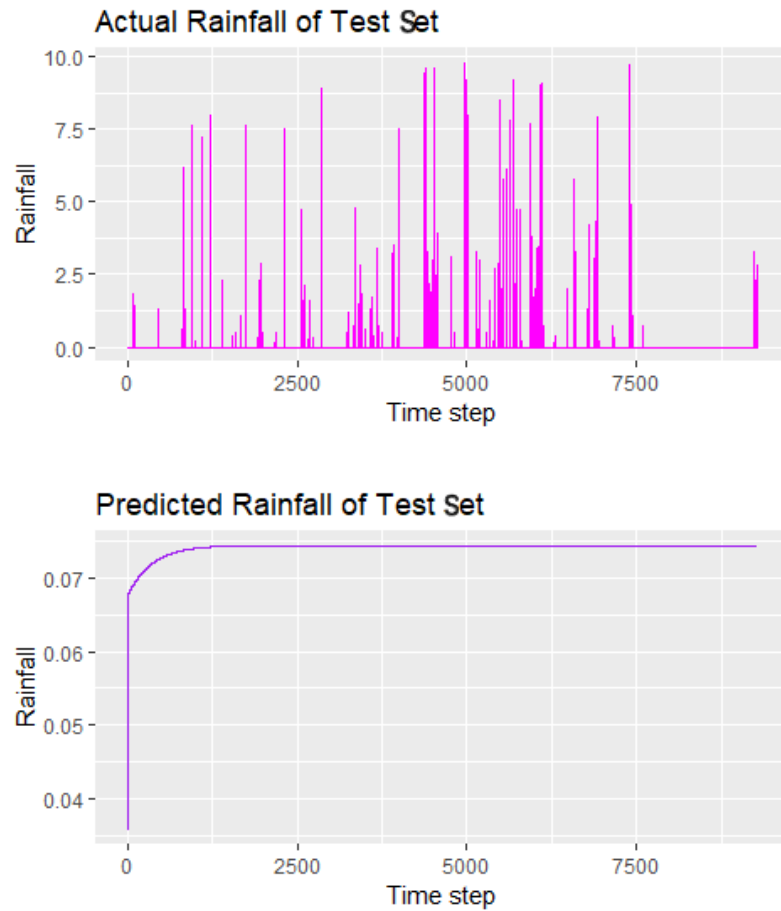 Actual Rainfall of Test Set
10.0
7.5
5.0
2.5
0.0
Rainfall
0 2500 5000 7500
Time step
Predicted Rainfall of Test Set
0.07
0.06
0.05
0.04
Rainfall
0 2500 5000 7500
Time step